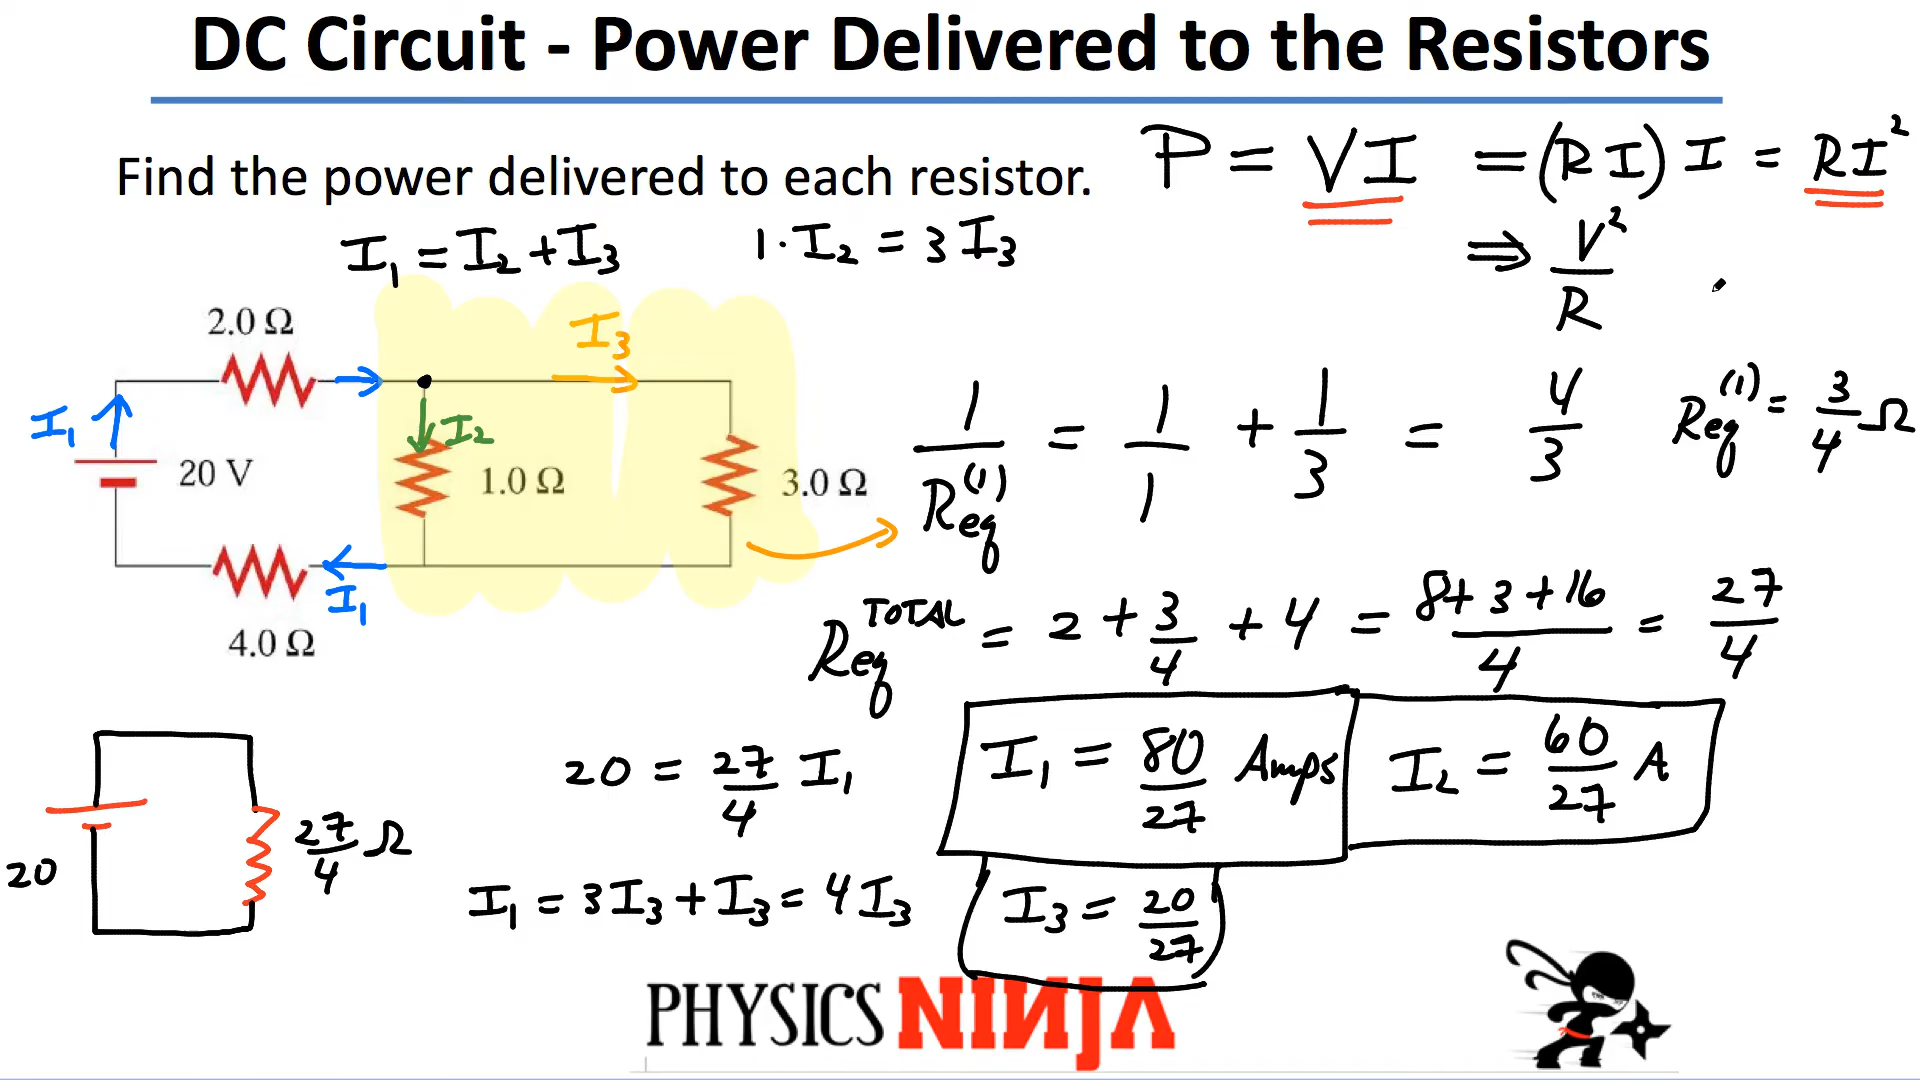 DC Circuit - Power Delivered to the Resistors
Find the power delivered to each resistor.
P = VI = (RI) I = RI²
⇒ V²/R
I₁ = I₂ + I₃
1 · I₂ = 3 I₃
2.0 Ω
I₃
I₁
I₂
20 V
1.0 Ω
3.0 Ω
I₁
4.0 Ω
1/Req⁽¹⁾ = 1/1 + 1/3 = 4/3
Req⁽¹⁾ = 3/4 Ω
Req TOTAL = 2 + 3/4 + 4 = (8 + 3 + 16)/4 = 27/4
20
27/4 Ω
20 = 27/4 I₁
I₁ = 80/27 Amps
I₂ = 60/27 A
I₁ = 3I₃ + I₃ = 4I₃
I₃ = 20/27
PHYSICS NINJA